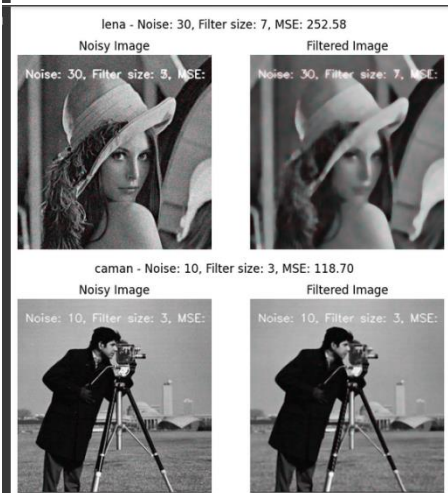 lena - Noise: 30, Filter size: 7, MSE: 252.58
Noisy Image
Filtered Image
Noise: 30, Filter size: MSE:
Noise: 30, Filter size: 7, MSE:
caman - Noise: 10, Filter size: 3, MSE: 118.70
Noisy Image
Filtered Image
Noise: 10, Filter size: 3, MSE:
Noise: 10, Filter size: 3, MSE: